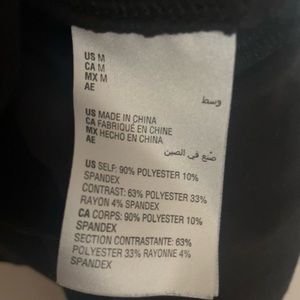 US M
CA M
MX M
AE
وسط
US MADE IN CHINA
CA FABRIQUÉ EN CHINE
MX HECHO EN CHINA
AE
صنع في الصين
US SELF: 90% POLYESTER 10%
SPANDEX
CONTRAST: 63% POLYESTER 33%
RAYON 4% SPANDEX
CA CORPS: 90% POLYESTER 10%
SPANDEX
SECTION CONTRASTANTE: 63%
POLYESTER 33% RAYONNE 4%
SPANDEX